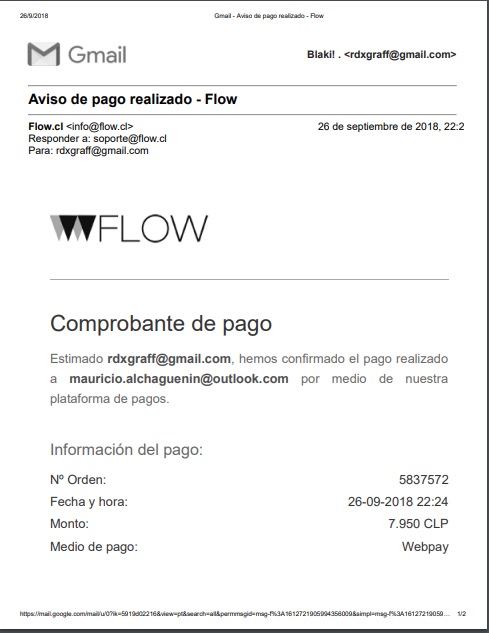 26/9/2018 Gmail - Aviso de pago realizado - Flow
Gmail Blaki! . <rdxgraff@gmail.com>
Aviso de pago realizado - Flow
Flow.cl <info@flow.cl> 26 de septiembre de 2018, 22:2
Responder a: soporte@flow.cl
Para: rdxgraff@gmail.com
FLOW
Comprobante de pago
Estimado rdxgraff@gmail.com, hemos confirmado el pago realizado
a mauricio.alchaguenin@outlook.com por medio de nuestra
plataforma de pagos.
Información del pago:
Nº Orden: 5837572
Fecha y hora: 26-09-2018 22:24
Monto: 7.950 CLP
Medio de pago: Webpay
https://mail.google.com/mail/u/0?ik=5919d02216&view=pt&search=all&permmsgid=msg-f%3A1612721905994356009&simpl=msg-f%3A16127219059... 1/2